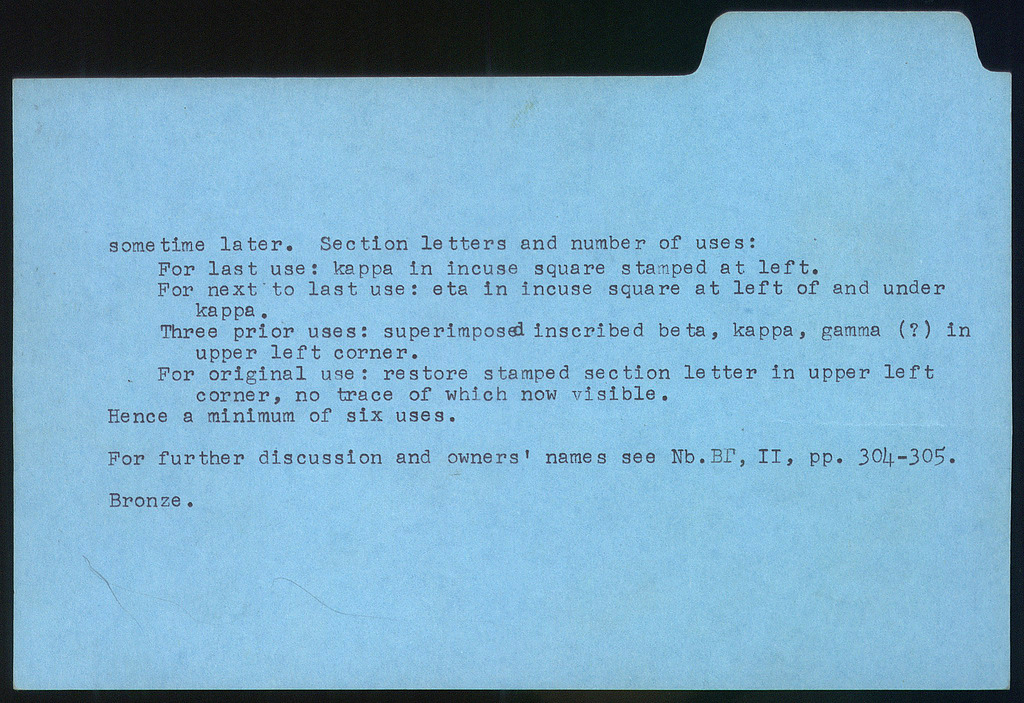 sometime later. Section letters and number of uses:
For last use: kappa in incuse square stamped at left.
For next to last use: eta in incuse square at left of and under
kappa.
Three prior uses: superimposed inscribed beta, kappa, gamma (?) in
upper left corner.
For original use: restore stamped section letter in upper left
corner, no trace of which now visible.
Hence a minimum of six uses.
For further discussion and owners' names see Nb.ΒΓ, II, pp. 304-305.
Bronze.